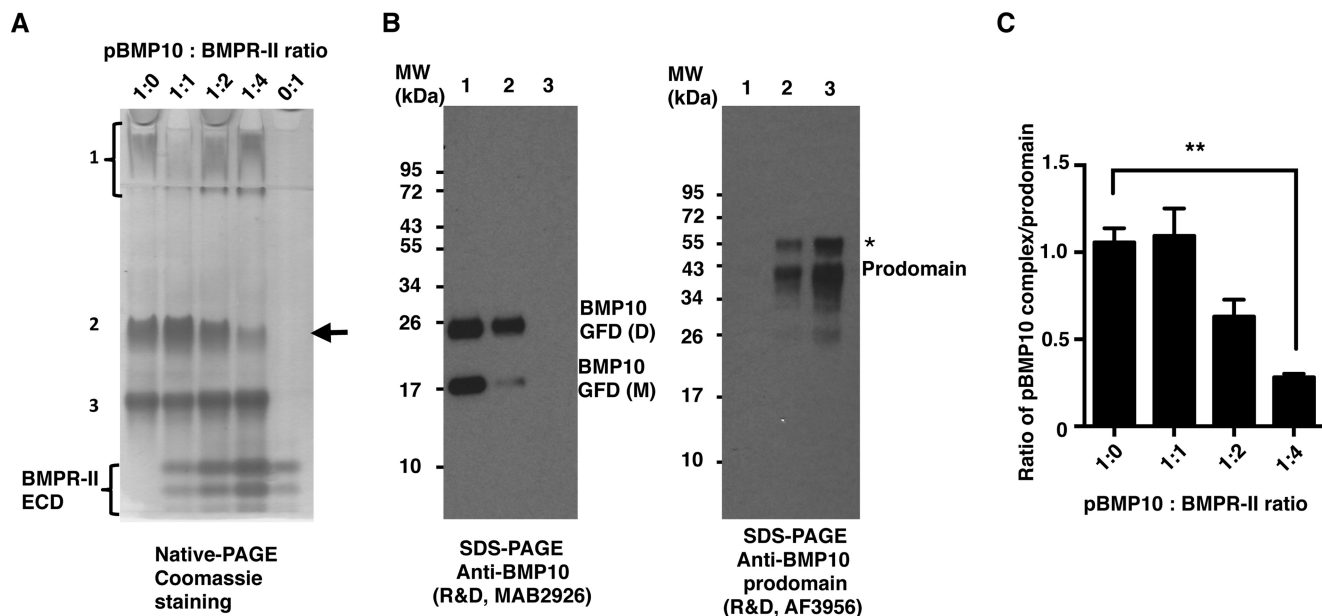 A
pBMP10 : BMPR-II ratio
1:0 1:1 1:2 1:4 0:1
1
2
3
BMPR-II
ECD
Native-PAGE
Coomassie
staining
B
MW
(kDa)
1 2 3
95
72
43
55
34
26
17
10
BMP10
GFD (D)
BMP10
GFD (M)
SDS-PAGE
Anti-BMP10
(R&D, MAB2926)
MW
(kDa)
1 2 3
95
72
55
43
34
26
17
10
*
Prodomain
SDS-PAGE
Anti-BMP10
prodomain
(R&D, AF3956)
C
Ratio of pBMP10 complex/prodomain
1.5
1.0
0.5
0
**
1:0 1:1 1:2 1:4
pBMP10 : BMPR-II ratio